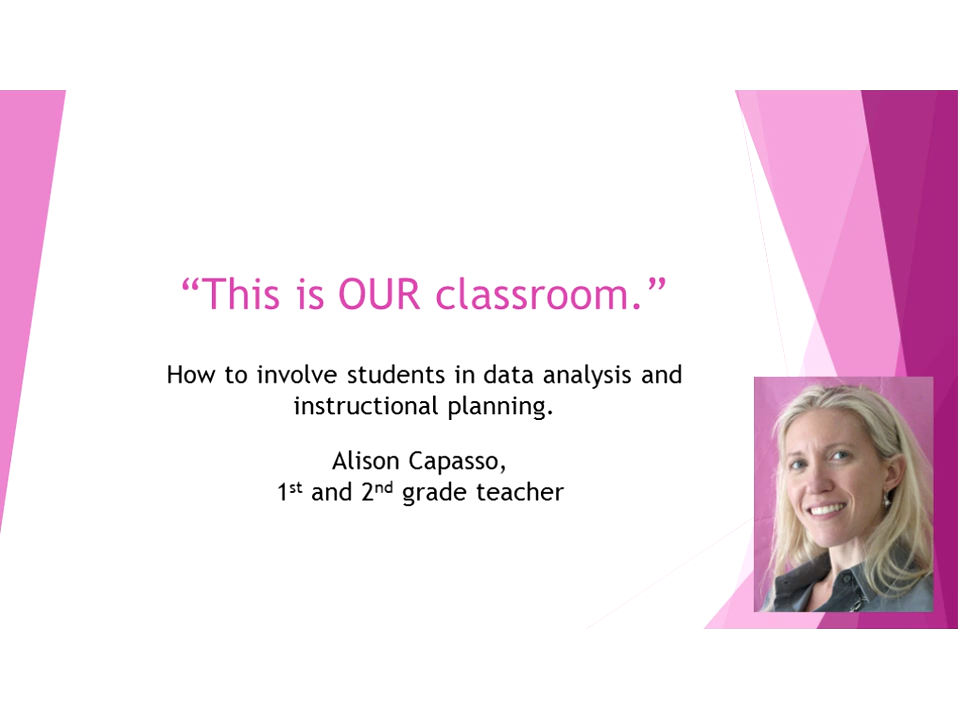 “This is OUR classroom.”
How to involve students in data analysis and
instructional planning.
Alison Capasso,
1st and 2nd grade teacher